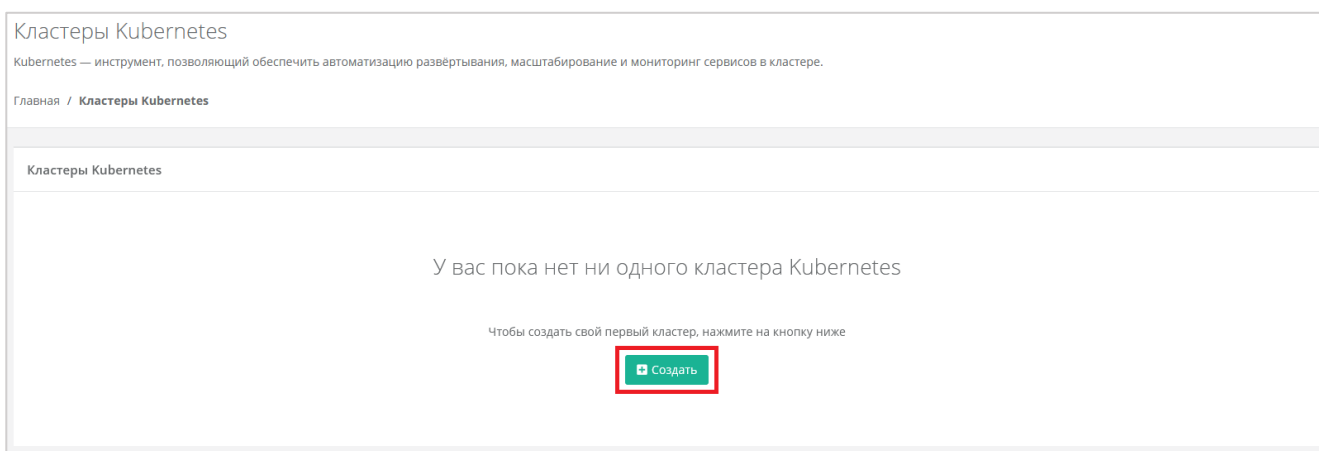 Кластеры Kubernetes
Kubernetes — инструмент, позволяющий обеспечить автоматизацию развёртывания, масштабирование и мониторинг сервисов в кластере.
Главная / Кластеры Kubernetes
Кластеры Kubernetes
У вас пока нет ни одного кластера Kubernetes
Чтобы создать свой первый кластер, нажмите на кнопку ниже
Создать